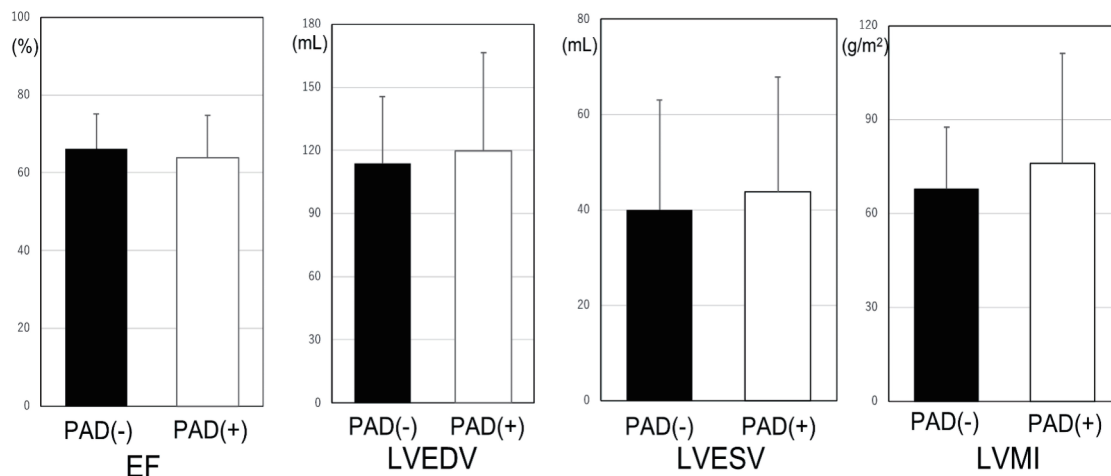 100
(%)
80
60
40
20
0
PAD(-) PAD(+)
EF
180
(mL)
150
120
90
60
30
0
PAD(-) PAD(+)
LVEDV
80
(mL)
60
40
20
0
PAD(-) PAD(+)
LVESV
120
(g/m²)
90
60
30
0
PAD(-) PAD(+)
LVMI